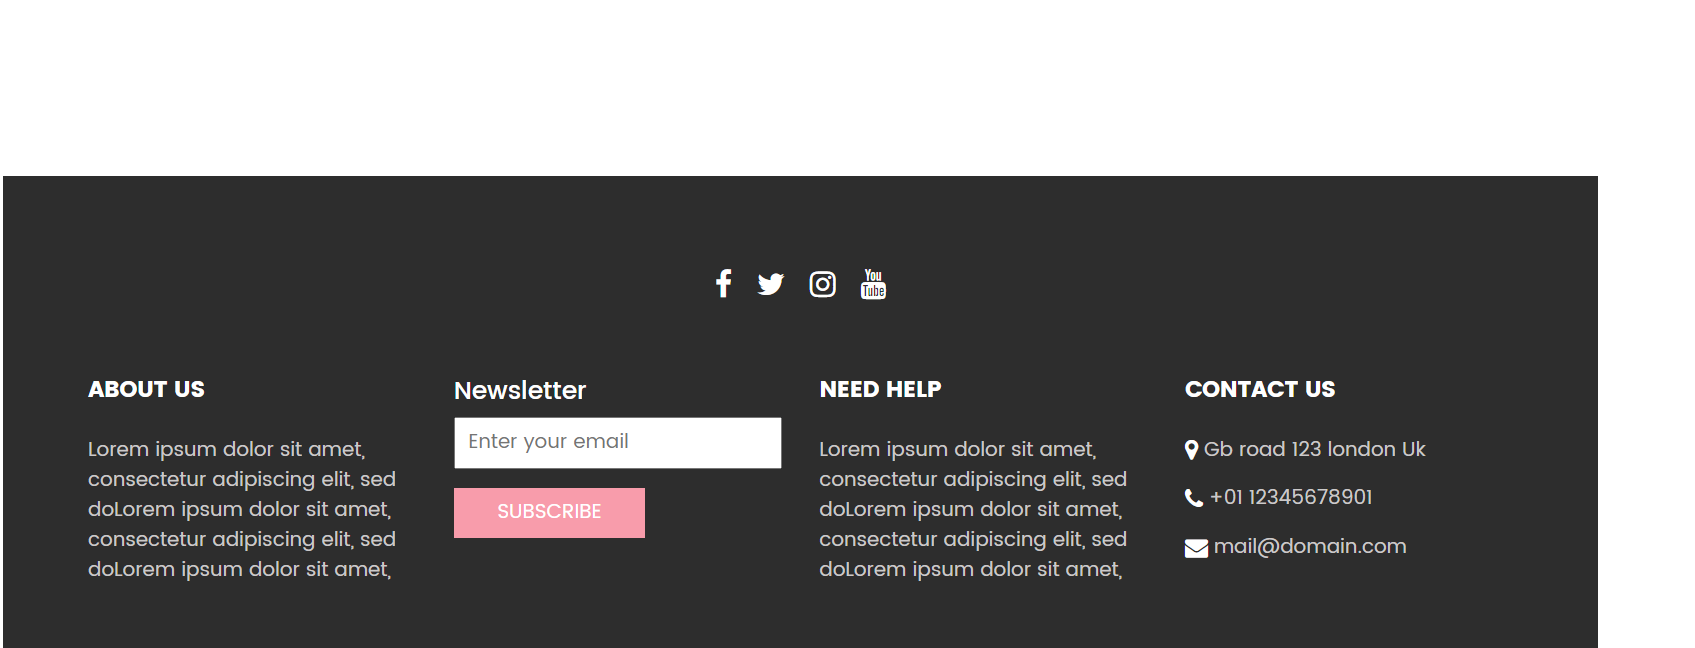 You
Tube
ABOUT US
Lorem ipsum dolor sit amet,
consectetur adipiscing elit, sed
doLorem ipsum dolor sit amet,
consectetur adipiscing elit, sed
doLorem ipsum dolor sit amet,
Newsletter
Enter your email
SUBSCRIBE
NEED HELP
Lorem ipsum dolor sit amet,
consectetur adipiscing elit, sed
doLorem ipsum dolor sit amet,
consectetur adipiscing elit, sed
doLorem ipsum dolor sit amet,
CONTACT US
Gb road 123 london Uk
+01 12345678901
mail@domain.com